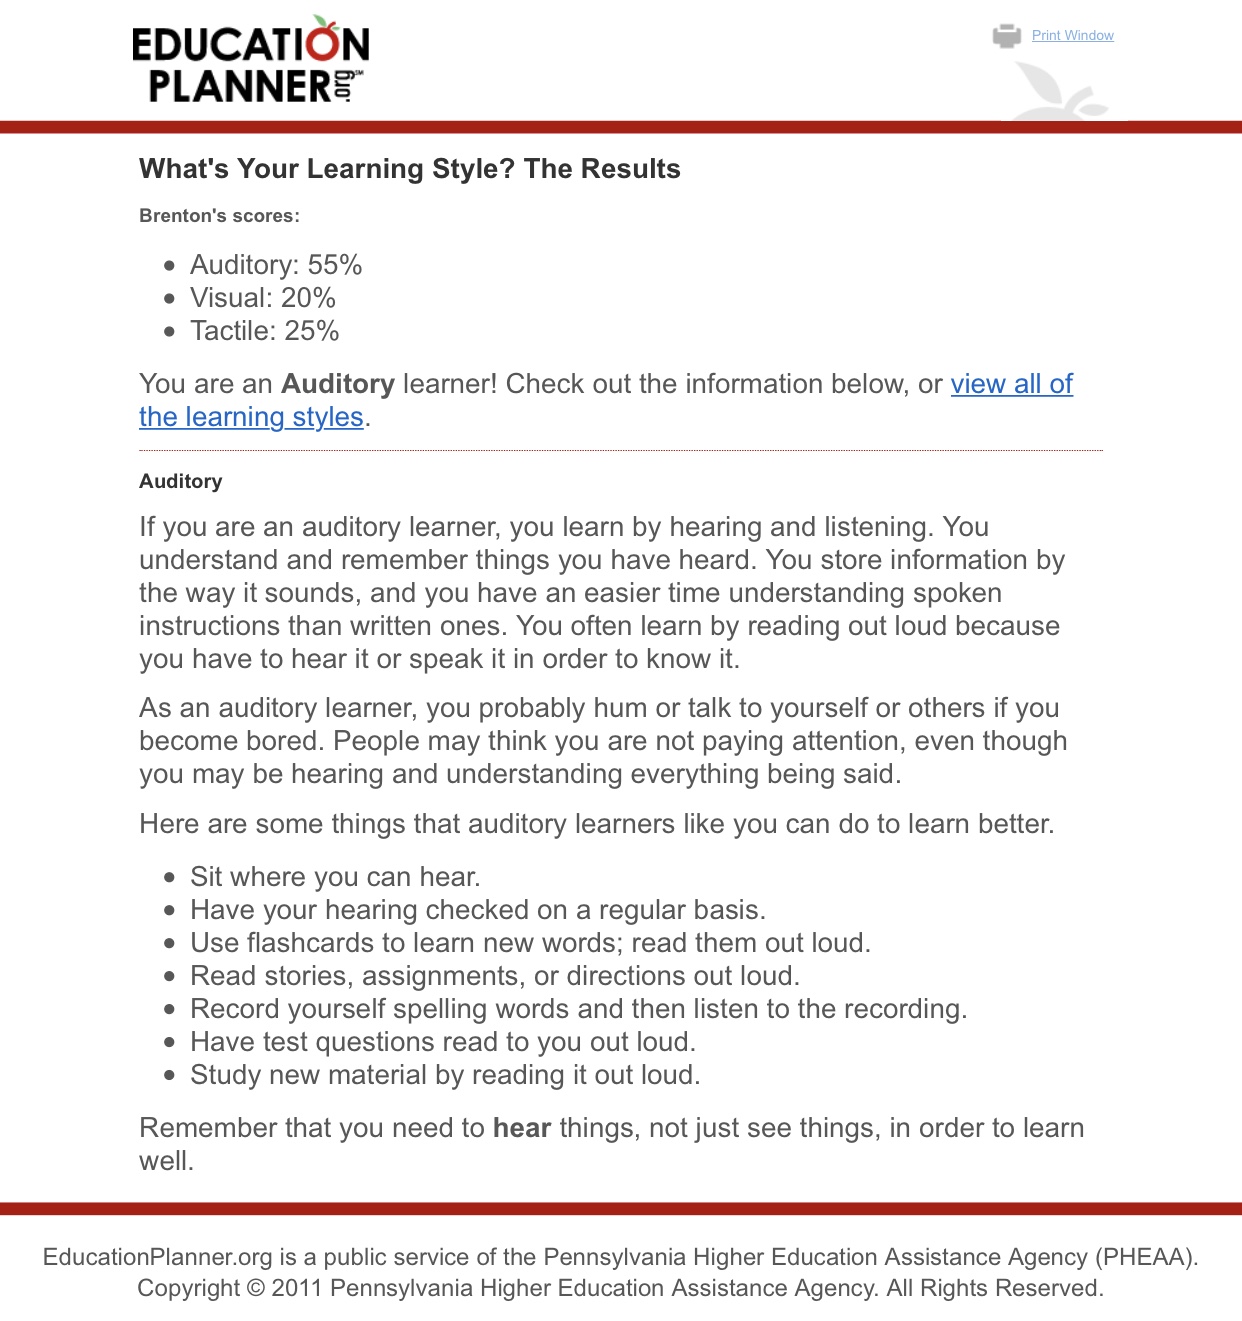 EDUCATION
PLANNER.org℠
Print Window
What's Your Learning Style? The Results
Brenton's scores:
• Auditory: 55%
• Visual: 20%
• Tactile: 25%
You are an Auditory learner! Check out the information below, or view all of
the learning styles.
Auditory
If you are an auditory learner, you learn by hearing and listening. You
understand and remember things you have heard. You store information by
the way it sounds, and you have an easier time understanding spoken
instructions than written ones. You often learn by reading out loud because
you have to hear it or speak it in order to know it.
As an auditory learner, you probably hum or talk to yourself or others if you
become bored. People may think you are not paying attention, even though
you may be hearing and understanding everything being said.
Here are some things that auditory learners like you can do to learn better.
• Sit where you can hear.
• Have your hearing checked on a regular basis.
• Use flashcards to learn new words; read them out loud.
• Read stories, assignments, or directions out loud.
• Record yourself spelling words and then listen to the recording.
• Have test questions read to you out loud.
• Study new material by reading it out loud.
Remember that you need to hear things, not just see things, in order to learn
well.
EducationPlanner.org is a public service of the Pennsylvania Higher Education Assistance Agency (PHEAA).
Copyright © 2011 Pennsylvania Higher Education Assistance Agency. All Rights Reserved.